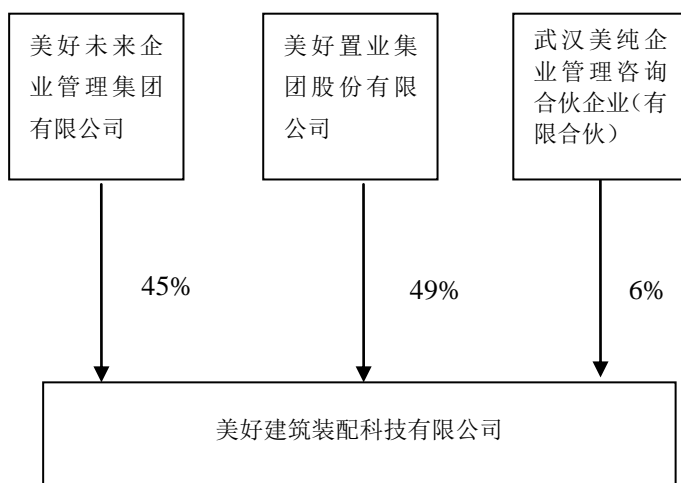 美好未来企
业管理集团
有限公司
美好置业集
团股份有限
公司
武汉美纯企
业管理咨询
合伙企业（有
限合伙）
45%
49%
6%
美好建筑装配科技有限公司